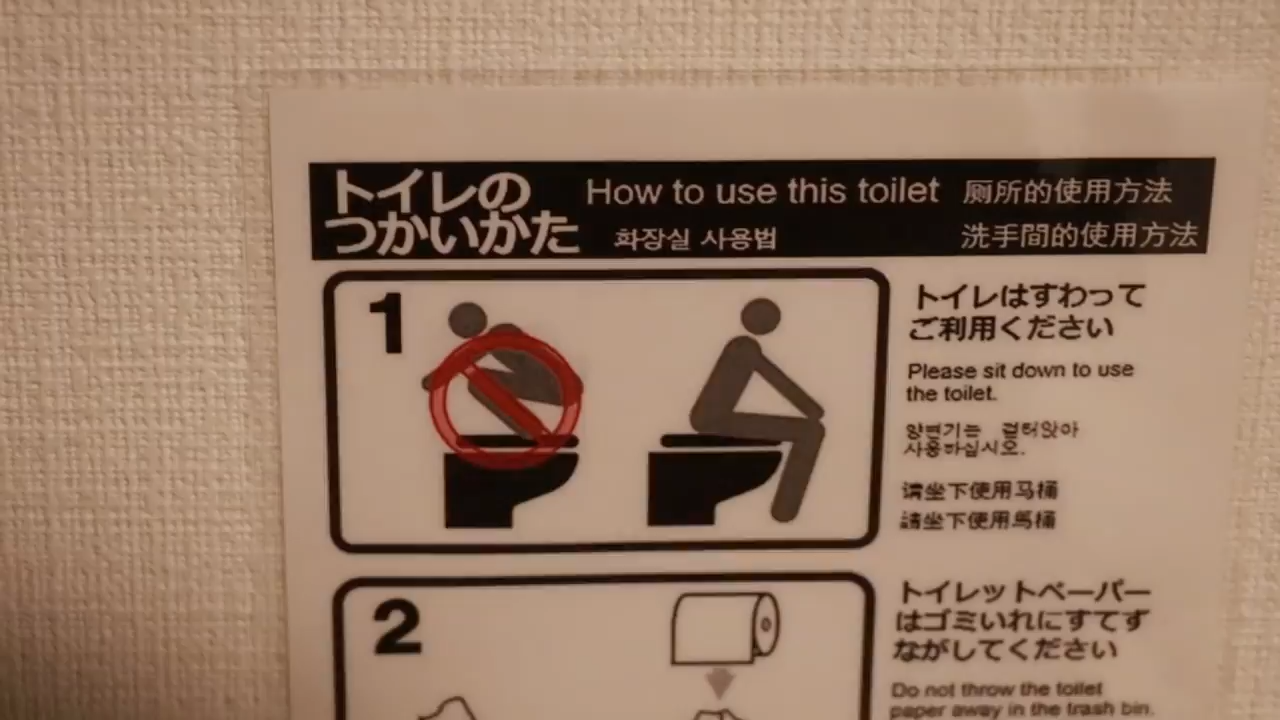 トイレの
つかいかた
How to use this toilet
화장실 사용법
厕所的使用方法
洗手間的使用方法
1
トイレはすわって
ご利用ください
Please sit down to use
the toilet.
양변기는 걸터앉아
사용하십시오.
请坐下使用马桶
請坐下使用馬桶
2
トイレットペーパー
はゴミいれにすてず
ながしてください
Do not throw the toilet
paper away in the trash bin.